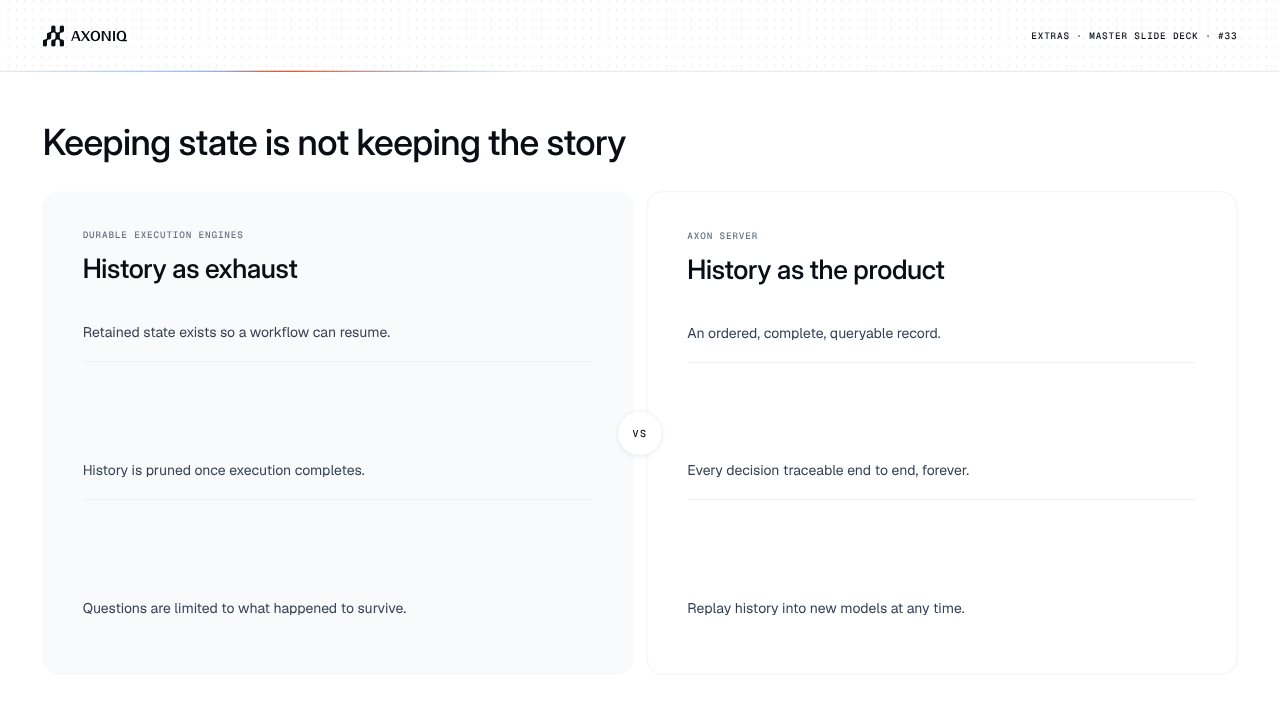 AXONIQ
EXTRAS · MASTER SLIDE DECK · #33
Keeping state is not keeping the story
DURABLE EXECUTION ENGINES
History as exhaust
Retained state exists so a workflow can resume.
History is pruned once execution completes.
Questions are limited to what happened to survive.
VS
AXON SERVER
History as the product
An ordered, complete, queryable record.
Every decision traceable end to end, forever.
Replay history into new models at any time.